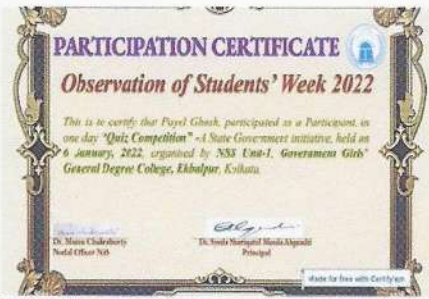 PARTICIPATION CERTIFICATE
Observation of Students' Week 2022
This is to certify that Payel Ghosh, participated as a Participant, in
one day "Quiz Competition" -A State Government initiative, held on
6 January, 2022, organised by NSS Unit-1, Government Girls'
General Degree College, Ekbalpur, Kolkata.
Dr. Chakraborty
Nodal Officer NSS
Dr. Syeda Shariqatul Moula Alquadri
Principal
Made for free with Certify'em